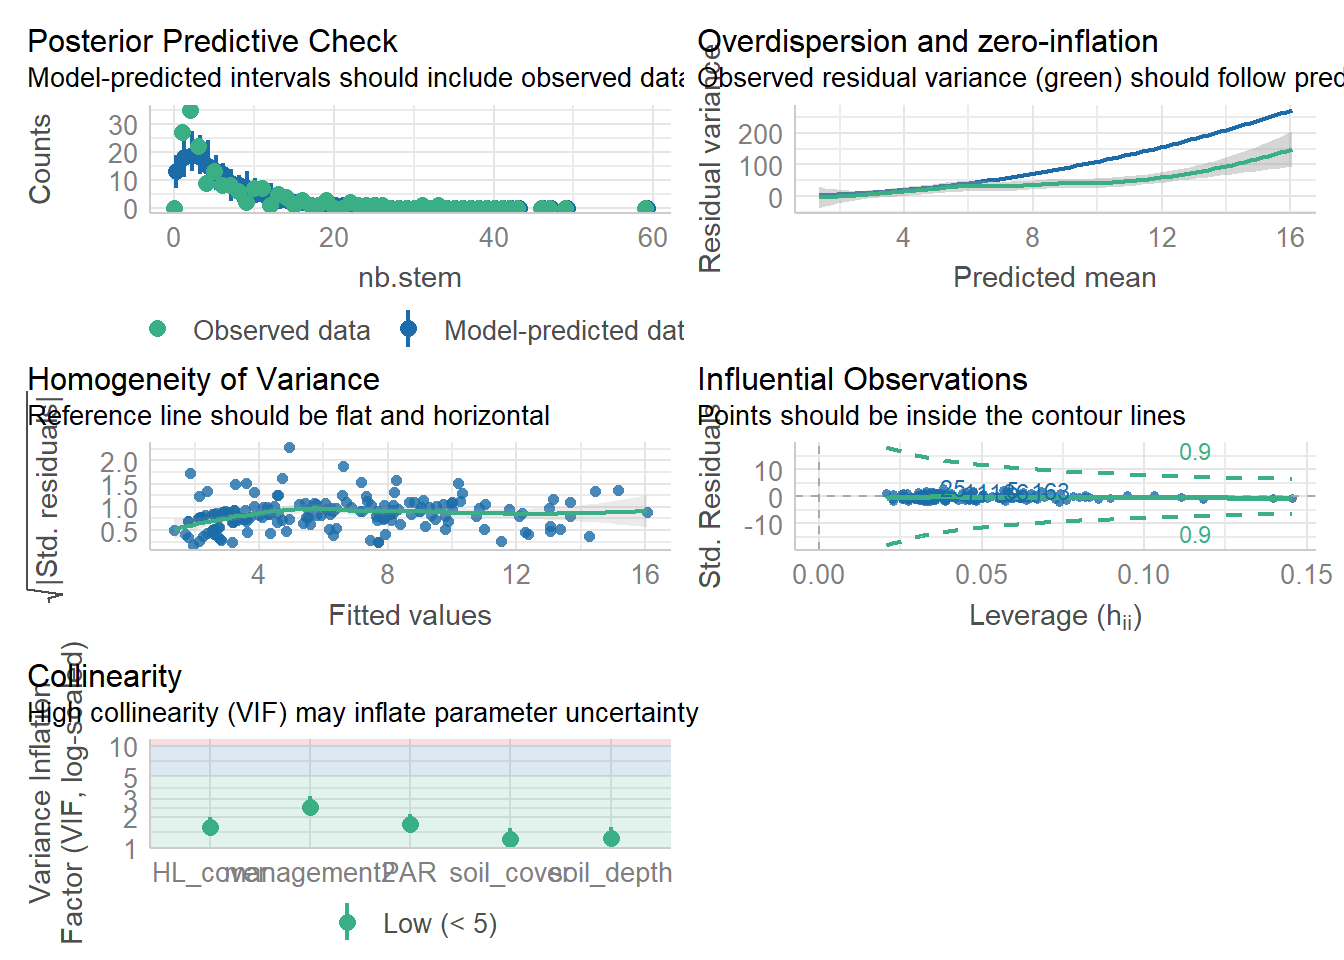 Posterior Predictive Check
Model-predicted intervals should include observed data
Counts
30
20
10
0
0
20
40
60
nb.stem
Observed data
Model-predicted dat
Overdispersion and zero-inflation
Observed residual variance (green) should follow pred
Residual variance
200
100
0
4
8
12
16
Predicted mean
Homogeneity of Variance
Reference line should be flat and horizontal
√|Std. residuals|
2.0
1.5
1.0
0.5
4
8
12
16
Fitted values
Influential Observations
Points should be inside the contour lines
Std. Residuals
10
0
-10
0.9
0.9
0.00
0.05
0.10
0.15
Leverage (hᵢᵢ)
Collinearity
High collinearity (VIF) may inflate parameter uncertainty
Variance Inflation
Factor (VIF, log-scaled)
10
5
3
2
1
HL_cover
management2
PAR
soil_cover
soil_depth
Low (< 5)